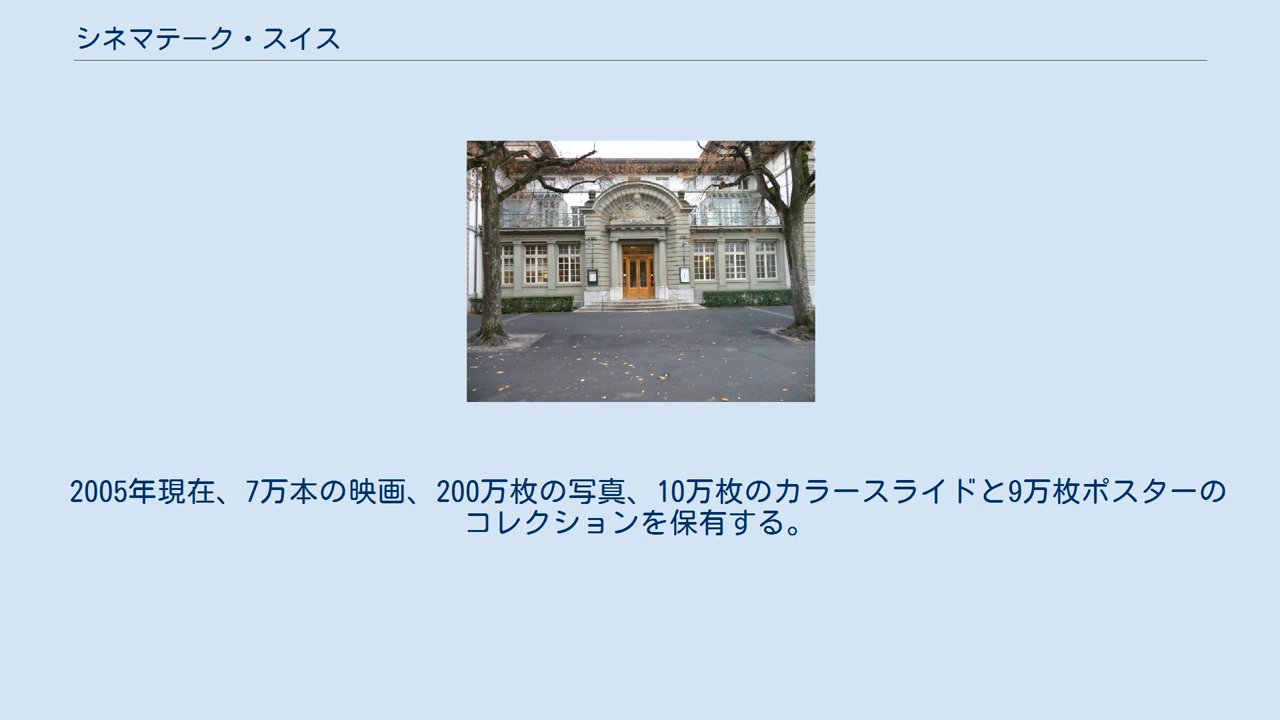 シネマテーク・スイス
2005年現在、7万本の映画、200万枚の写真、10万枚のカラースライドと9万枚ポスターの
コレクションを保有する。